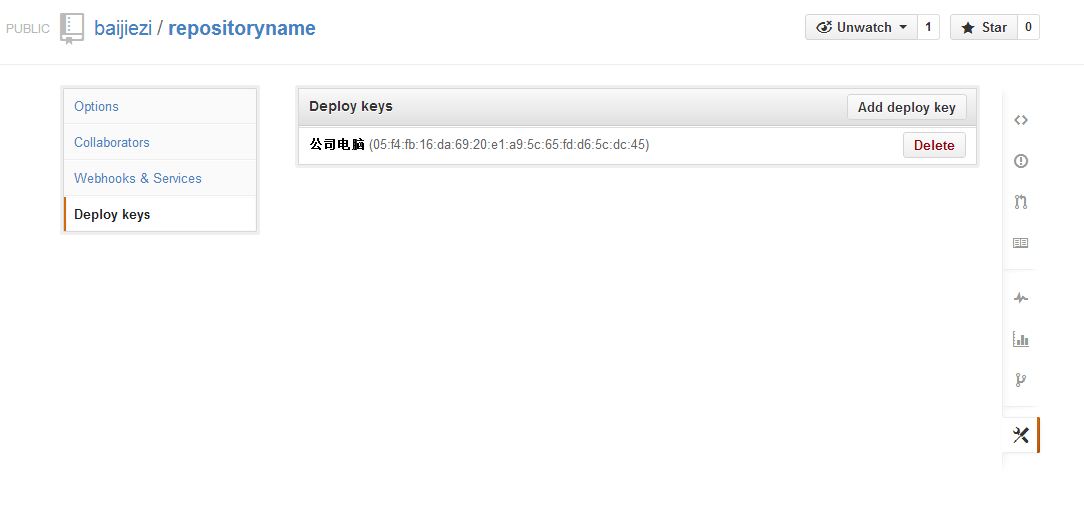 PUBLIC baijiezi / repositoryname Unwatch 1 Star 0
Options
Collaborators
Webhooks & Services
Deploy keys
Deploy keys Add deploy key
公司电脑 (05:f4:fb:16:da:69:20:e1:a9:5c:65:fd:d6:5c:dc:45) Delete